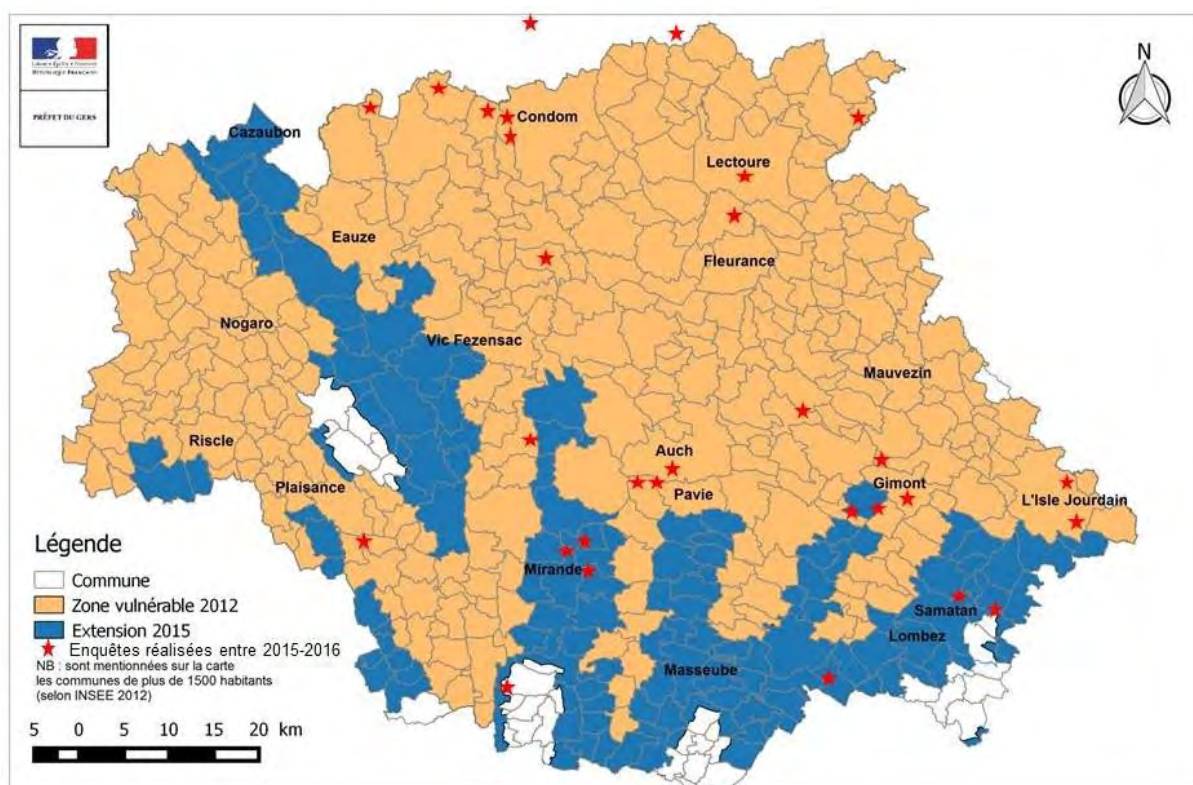 RÉPUBLIQUE FRANÇAISE
PRÉFET DU GERS
N
Condom
Cazaubon
Lectoure
Eauze
Fleurance
Nogaro
Vic Fezensac
Mauvezin
Riscle
Auch
Gimont
Plaisance
Pavie
L'Isle Jourdain
Mirande
Samatan
Lombez
Masseube
Légende
Commune
Zone vulnérable 2012
Extension 2015
Enquêtes réalisées entre 2015-2016
NB : sont mentionnées sur la carte
les communes de plus de 1500 habitants
(selon INSEE 2012)
5 0 5 10 15 20 km